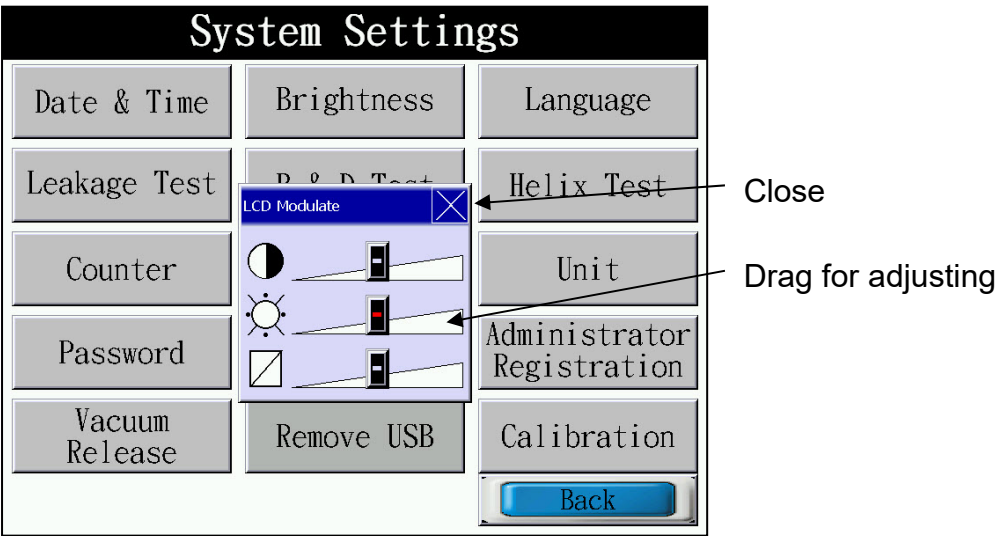 System Settings
Date & Time
Brightness
Language
Leakage Test
B & D Test
Helix Test
LCD Modulate
Close
Counter
Unit
Drag for adjusting
Password
Administrator
Registration
Vacuum
Release
Remove USB
Calibration
Back